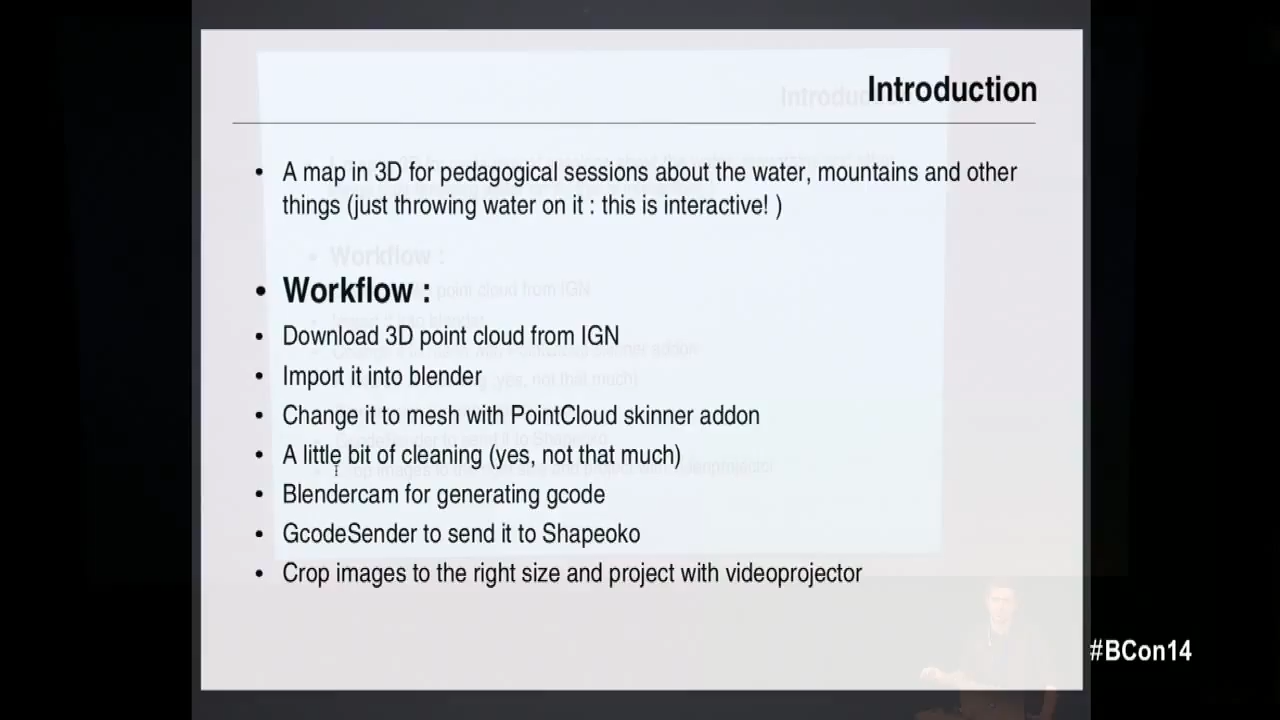 Introduction
• A map in 3D for pedagogical sessions about the water, mountains and other
things (just throwing water on it : this is interactive! )
• Workflow :
• Download 3D point cloud from IGN
• Import it into blender
• Change it to mesh with PointCloud skinner addon
• A little bit of cleaning (yes, not that much)
• Blendercam for generating gcode
• GcodeSender to send it to Shapeoko
• Crop images to the right size and project with videoprojector
#BCon14